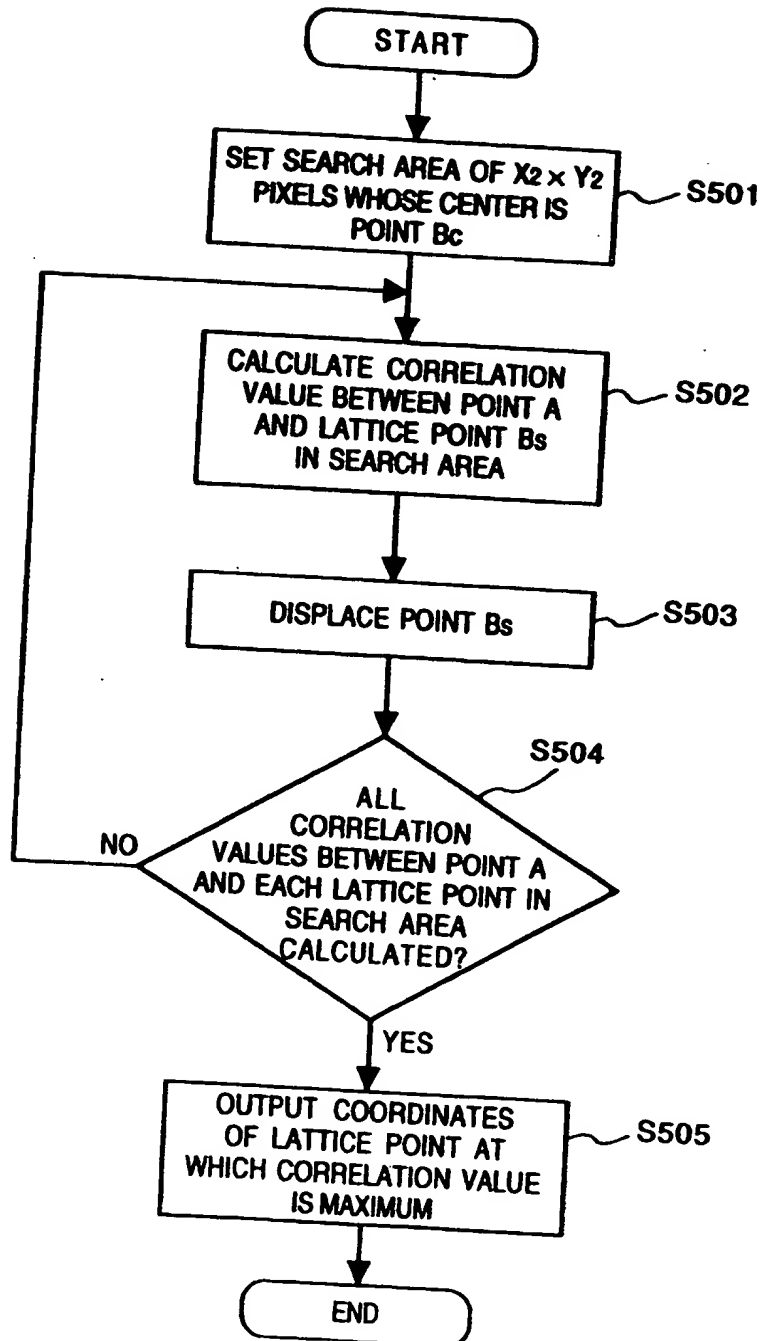 START
SET SEARCH AREA OF X2 × Y2
PIXELS WHOSE CENTER IS
POINT Bc
S501
CALCULATE CORRELATION
VALUE BETWEEN POINT A
AND LATTICE POINT Bs
IN SEARCH AREA
S502
DISPLACE POINT Bs
S503
S504
ALL
CORRELATION
VALUES BETWEEN POINT A
AND EACH LATTICE POINT IN
SEARCH AREA
CALCULATED?
NO
YES
OUTPUT COORDINATES
OF LATTICE POINT AT
WHICH CORRELATION VALUE
IS MAXIMUM
S505
END